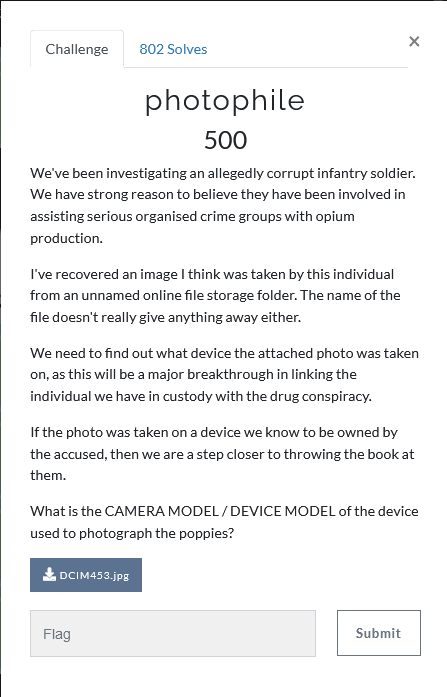 Challenge
802 Solves
×
photophile
500
We've been investigating an allegedly corrupt infantry soldier.
We have strong reason to believe they have been involved in
assisting serious organised crime groups with opium
production.
I've recovered an image I think was taken by this individual
from an unnamed online file storage folder. The name of the
file doesn't really give anything away either.
We need to find out what device the attached photo was taken
on, as this will be a major breakthrough in linking the
individual we have in custody with the drug conspiracy.
If the photo was taken on a device we know to be owned by
the accused, then we are a step closer to throwing the book at
them.
What is the CAMERA MODEL / DEVICE MODEL of the device
used to photograph the poppies?
DCIM453.jpg
Flag
Submit